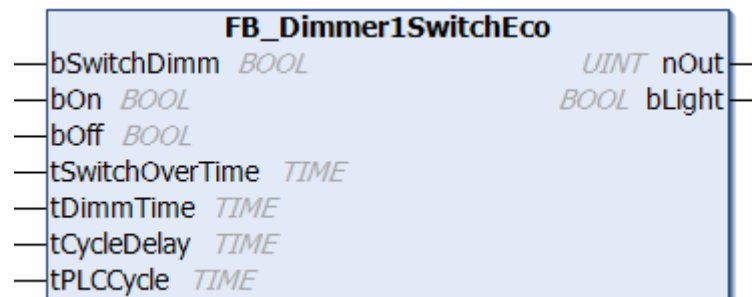 FB_Dimmer1SwitchEco
bSwitchDimm BOOL UINT nOut
bOn BOOL BOOL bLight
bOff BOOL
tSwitchOverTime TIME
tDimmTime TIME
tCycleDelay TIME
tPLCCycle TIME